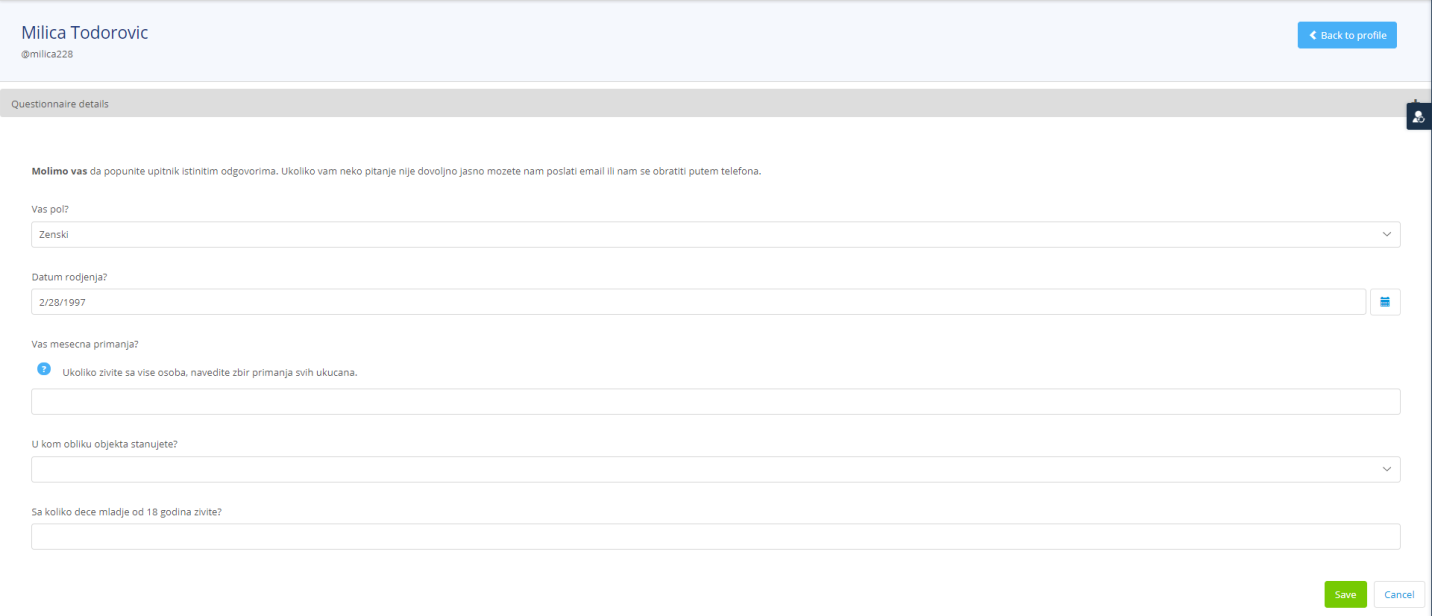 Milica Todorovic
@milica228
Back to profile
Questionnaire details
Molimo vas da popunite upitnik istinitim odgovorima. Ukoliko vam neko pitanje nije dovoljno jasno mozete nam poslati email ili nam se obratiti putem telefona.
Vas pol?
Zenski
Datum rodjenja?
2/28/1997
Vas mesecna primanja?
? Ukoliko zivite sa vise osoba, navedite zbir primanja svih ukucana.
U kom obliku objekta stanujete?
Sa koliko dece mladje od 18 godina zivite?
Save Cancel